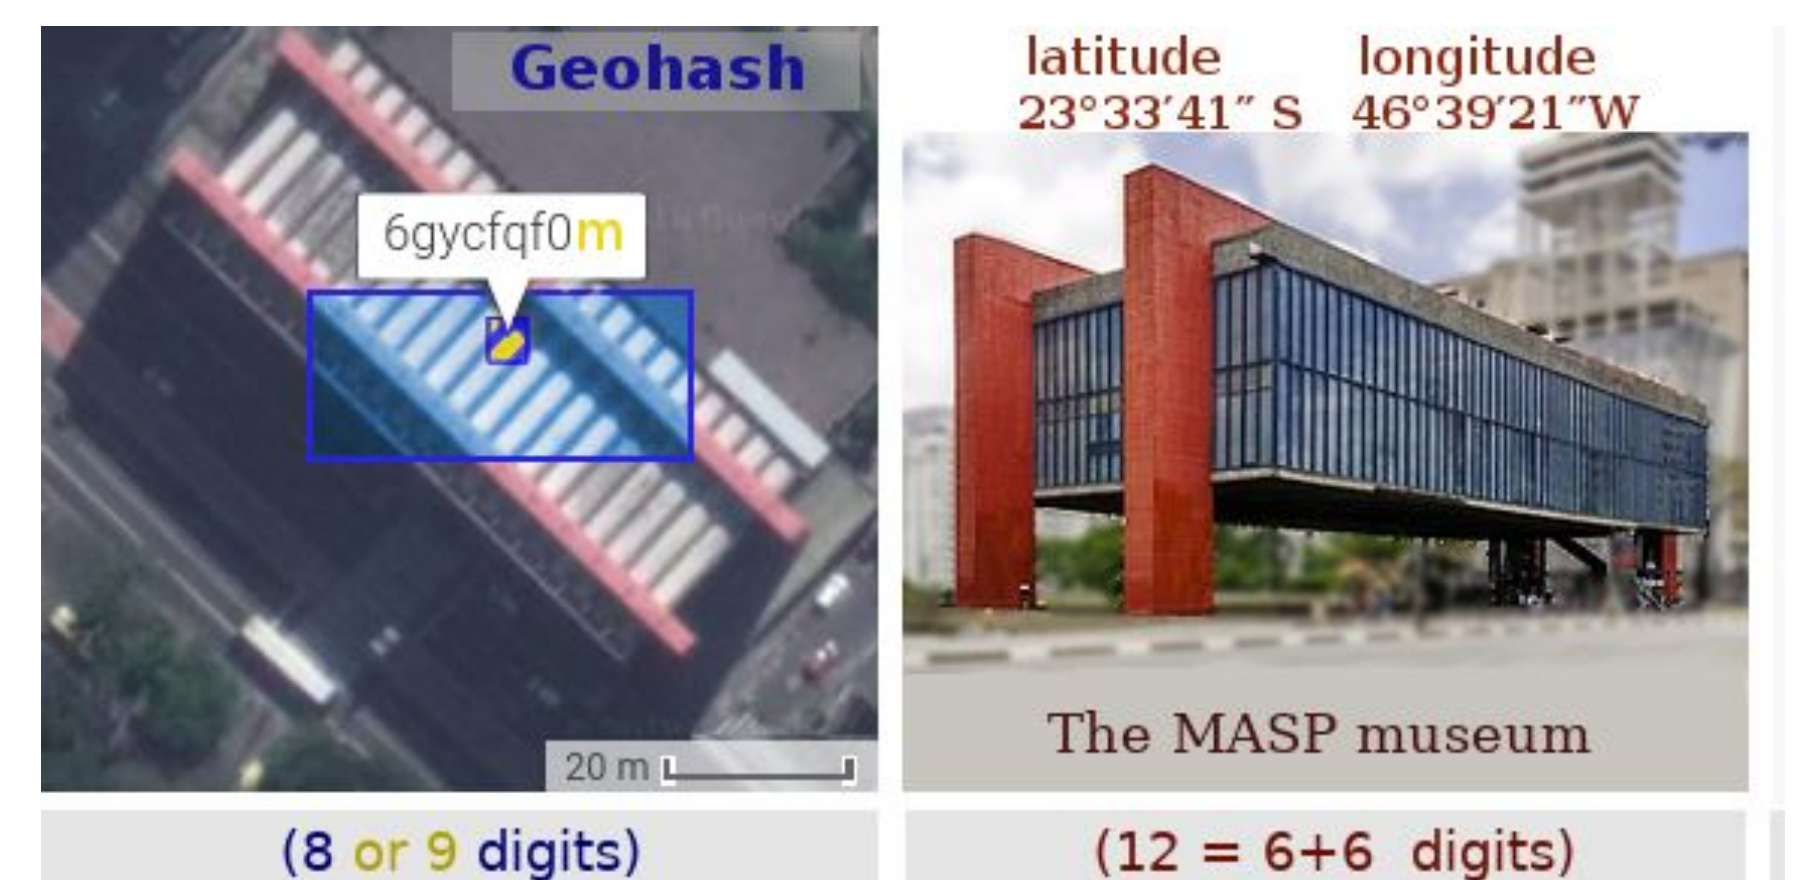 Geohash
6gycfqf0m
20 m
(8 or 9 digits)
latitude longitude
23°33′41″ S 46°39′21″W
The MASP museum
(12 = 6+6 digits)